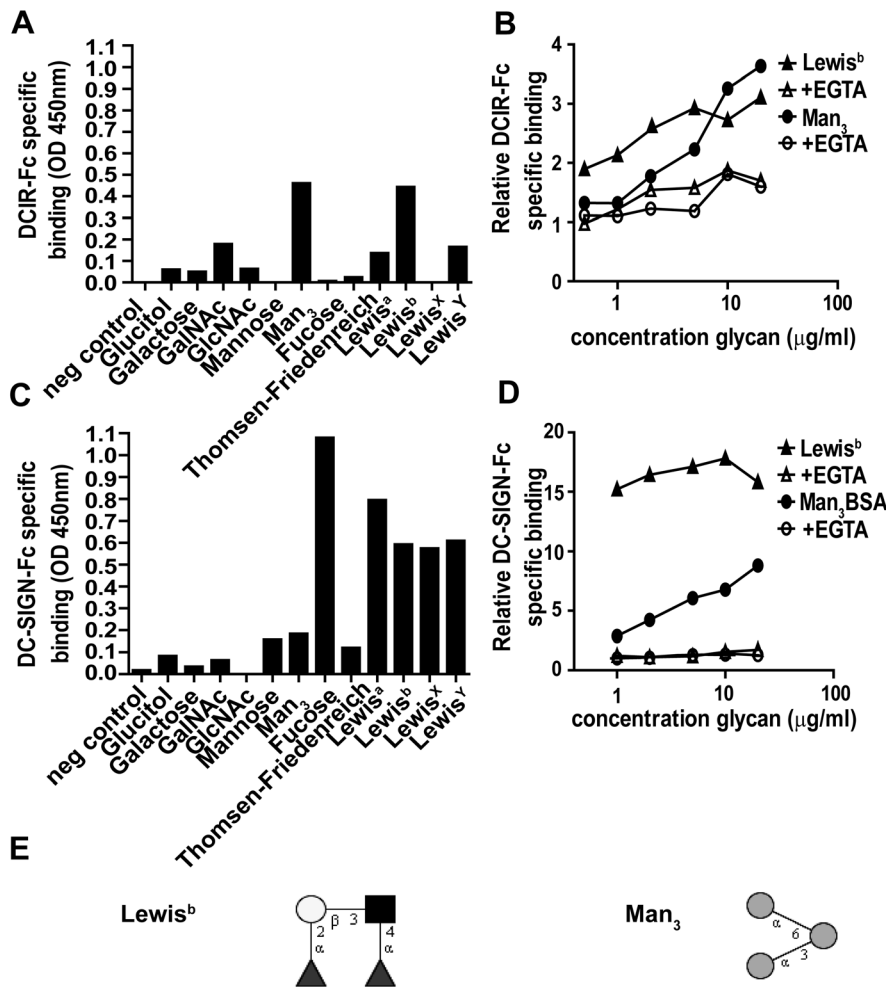 A
DCIR-Fc specific
binding (OD 450nm)
1.1
1.0
0.9
0.8
0.7
0.6
0.5
0.4
0.3
0.2
0.1
0.0
neg control
Glucitol
Galactose
GalNAc
GlcNAc
Mannose
Man3
Fucose
Thomsen-Friedenreich
Lewisa
Lewisb
LewisX
LewisY
B
Relative DCIR-Fc
specific binding
4
3
2
1
0
1
10
100
concentration glycan (µg/ml)
Lewisb
+EGTA
Man3
+EGTA
C
DC-SIGN-Fc specific
binding (OD 450nm)
1.1
1.0
0.9
0.8
0.7
0.6
0.5
0.4
0.3
0.2
0.1
0.0
neg control
Glucitol
Galactose
GalNAc
GlcNAc
Mannose
Man3
Fucose
Thomsen-Friedenreich
Lewisa
Lewisb
LewisX
LewisY
D
Relative DC-SIGN-Fc
specific binding
20
15
10
5
0
1
10
100
concentration glycan (µg/ml)
Lewisb
+EGTA
Man3BSA
+EGTA
E
Lewisb
β 3
2
α
4
α
Man3
α
6
3
α